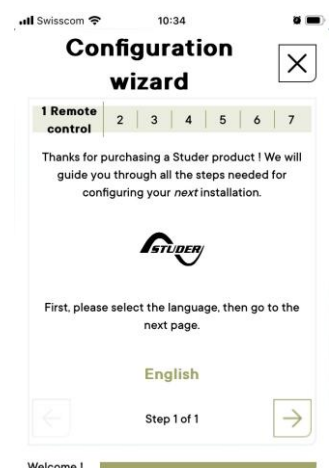 Swisscom 10:34
Configuration
wizard
1 Remote
control 2 3 4 5 6 7
Thanks for purchasing a Studer product ! We will
guide you through all the steps needed for
configuring your next installation.
STUDER
First, please select the language, then go to the
next page.
English
Step 1 of 1
Welcome !